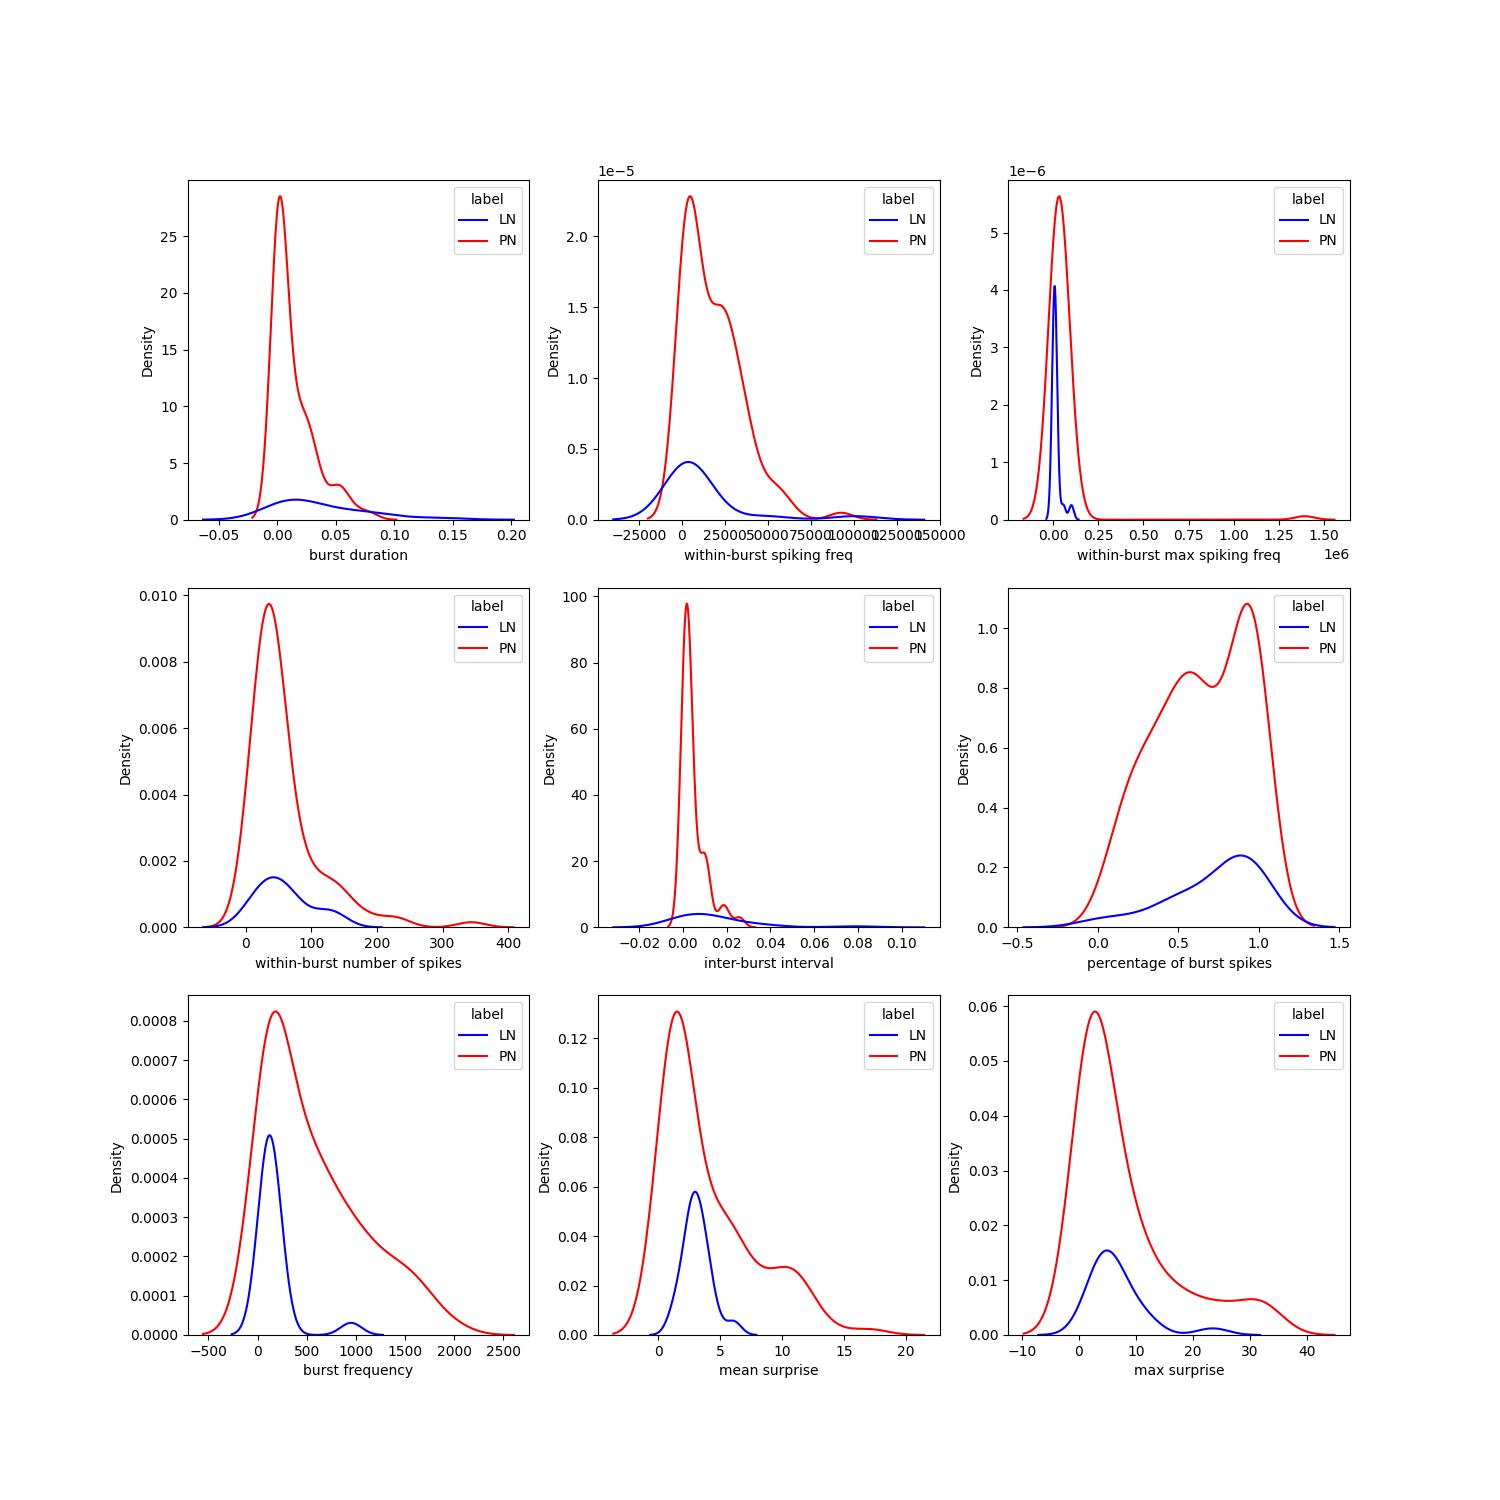 1e−5
1e−6
label
LN
PN
label
LN
PN
label
LN
PN
Density
25
20
15
10
5
0
−0.05 0.00 0.05 0.10 0.15 0.20
burst duration
Density
2.0
1.5
1.0
0.5
0.0
−25000 0 25000 50000 75000 100000 125000 150000
within-burst spiking freq
Density
5
4
3
2
1
0
0.00 0.25 0.50 0.75 1.00 1.25 1.50
within-burst max spiking freq
1e6
label
LN
PN
label
LN
PN
label
LN
PN
Density
0.010
0.008
0.006
0.004
0.002
0.000
0 100 200 300 400
within-burst number of spikes
Density
100
80
60
40
20
0
−0.02 0.00 0.02 0.04 0.06 0.08 0.10
inter-burst interval
Density
1.0
0.8
0.6
0.4
0.2
0.0
−0.5 0.0 0.5 1.0 1.5
percentage of burst spikes
label
LN
PN
label
LN
PN
label
LN
PN
Density
0.0008
0.0007
0.0006
0.0005
0.0004
0.0003
0.0002
0.0001
0.0000
−500 0 500 1000 1500 2000 2500
burst frequency
Density
0.12
0.10
0.08
0.06
0.04
0.02
0.00
0 5 10 15 20
mean surprise
Density
0.06
0.05
0.04
0.03
0.02
0.01
0.00
−10 0 10 20 30 40
max surprise